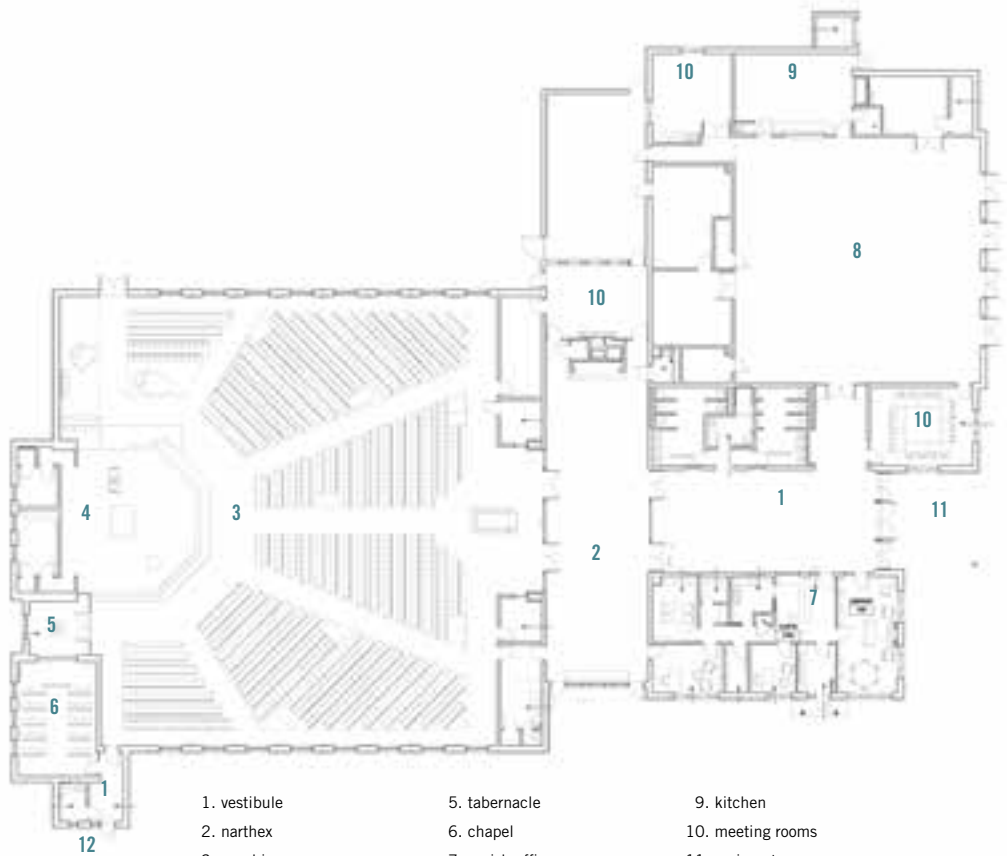 10
9
8
10
10
4
3
1
11
2
5
7
6
1
12
1. vestibule
5. tabernacle
9. kitchen
2. narthex
6. chapel
10. meeting rooms